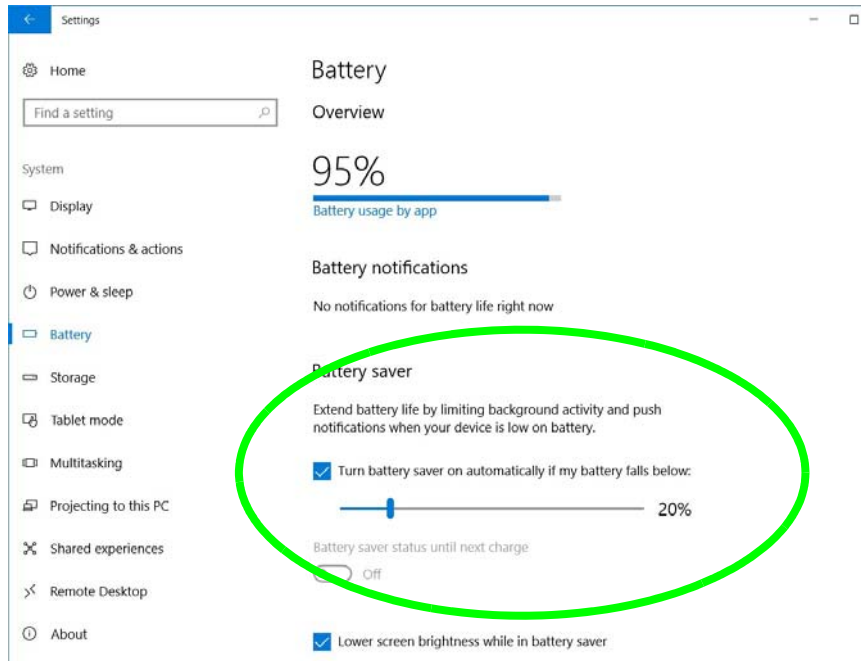 Settings
Home
Find a setting
System
Display
Notifications & actions
Power & sleep
Battery
Storage
Tablet mode
Multitasking
Projecting to this PC
Shared experiences
Remote Desktop
About
Battery
Overview
95%
Battery usage by app
Battery notifications
No notifications for battery life right now
Battery saver
Extend battery life by limiting background activity and push
notifications when your device is low on battery.
Turn battery saver on automatically if my battery falls below:
20%
Battery saver status until next charge
Off
Lower screen brightness while in battery saver